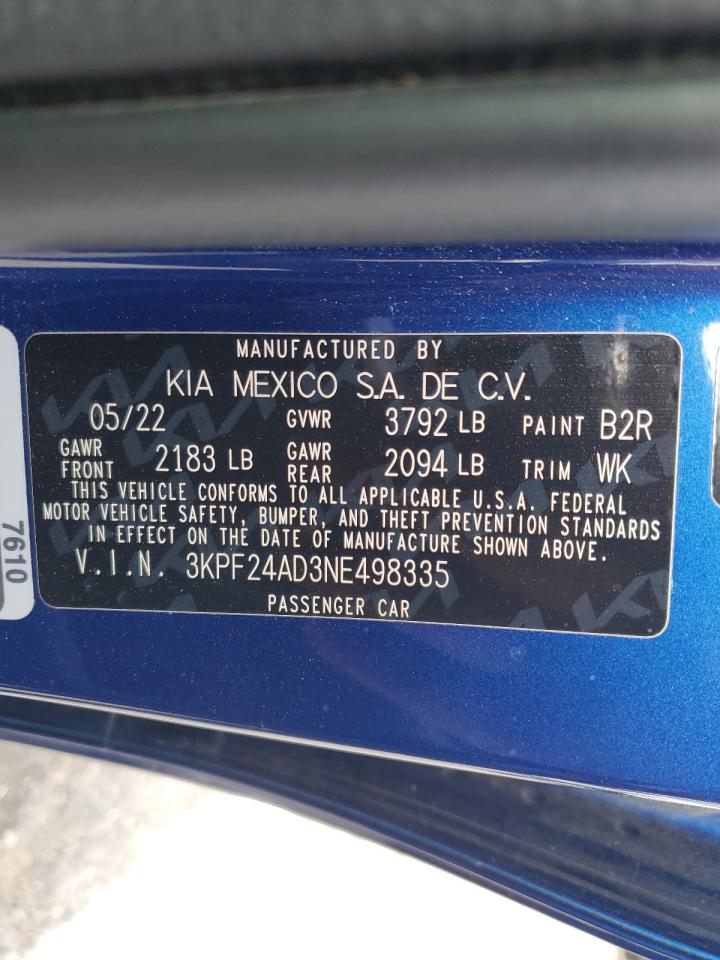 MANUFACTURED BY
KIA MEXICO S.A. DE C.V.
05/22 GVWR 3792 LB PAINT B2R
GAWR FRONT 2183 LB GAWR REAR 2094 LB TRIM WK
THIS VEHICLE CONFORMS TO ALL APPLICABLE U.S.A. FEDERAL
MOTOR VEHICLE SAFETY, BUMPER, AND THEFT PREVENTION STANDARDS
IN EFFECT ON THE DATE OF MANUFACTURE SHOWN ABOVE.
V.I.N. 3KPF24AD3NE498335
PASSENGER CAR
7610